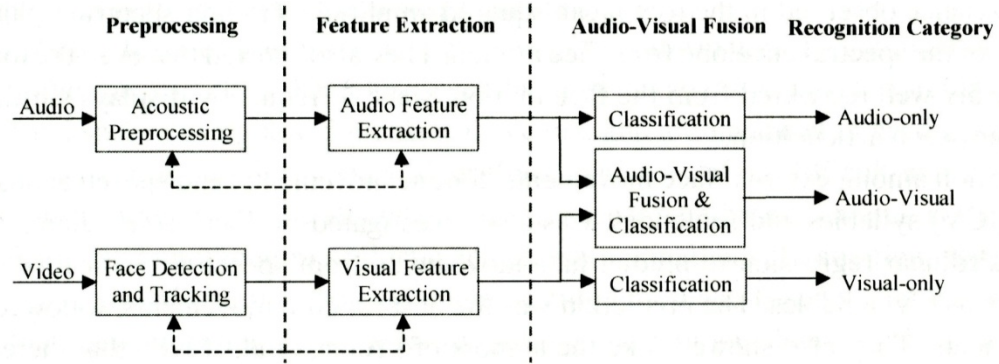 Preprocessing Feature Extraction Audio-Visual Fusion Recognition Category
Audio
Acoustic
Preprocessing
Audio Feature
Extraction
Classification
Audio-only
Audio-Visual
Fusion &
Classification
Audio-Visual
Video
Face Detection
and Tracking
Visual Feature
Extraction
Classification
Visual-only